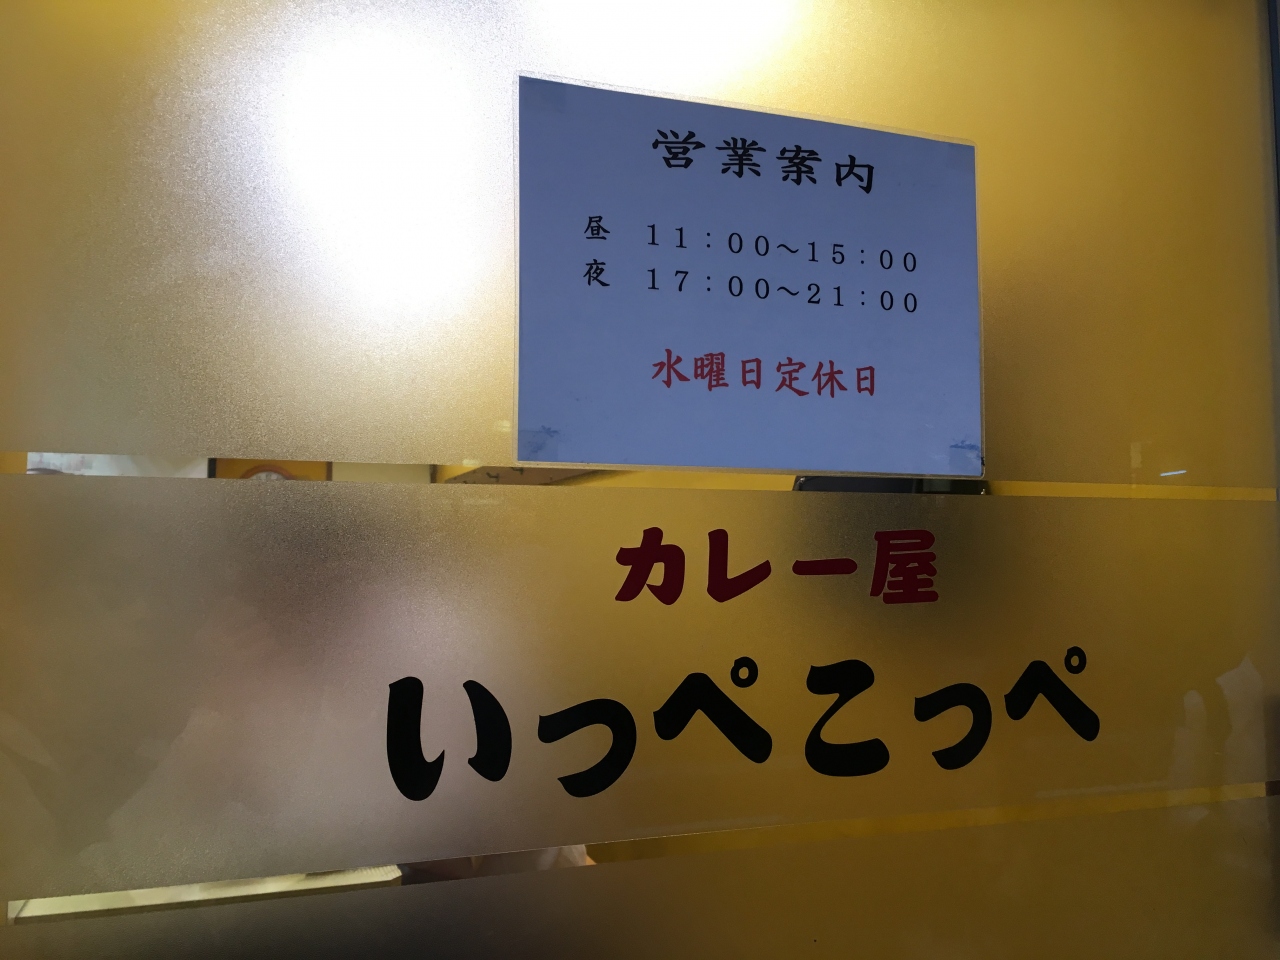 営業案内
昼 11:00〜15:00
夜 17:00〜21:00
水曜日定休日
カレー屋
いっぺこっぺ